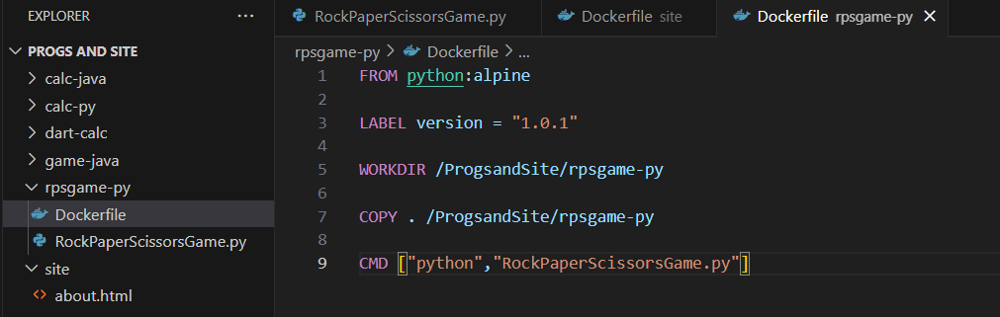 EXPLORER
...
PROGS AND SITE
calc-java
calc-py
dart-calc
game-java
rpsgame-py
Dockerfile
RockPaperScissorsGame.py
site
about.html
RockPaperScissorsGame.py
Dockerfile site
Dockerfile rpsgame-py
rpsgame-py > Dockerfile > ...
1 FROM python:alpine
2
3 LABEL version = "1.0.1"
4
5 WORKDIR /ProgsandSite/rpsgame-py
6
7 COPY . /ProgsandSite/rpsgame-py
8
9 CMD ["python","RockPaperScissorsGame.py"]